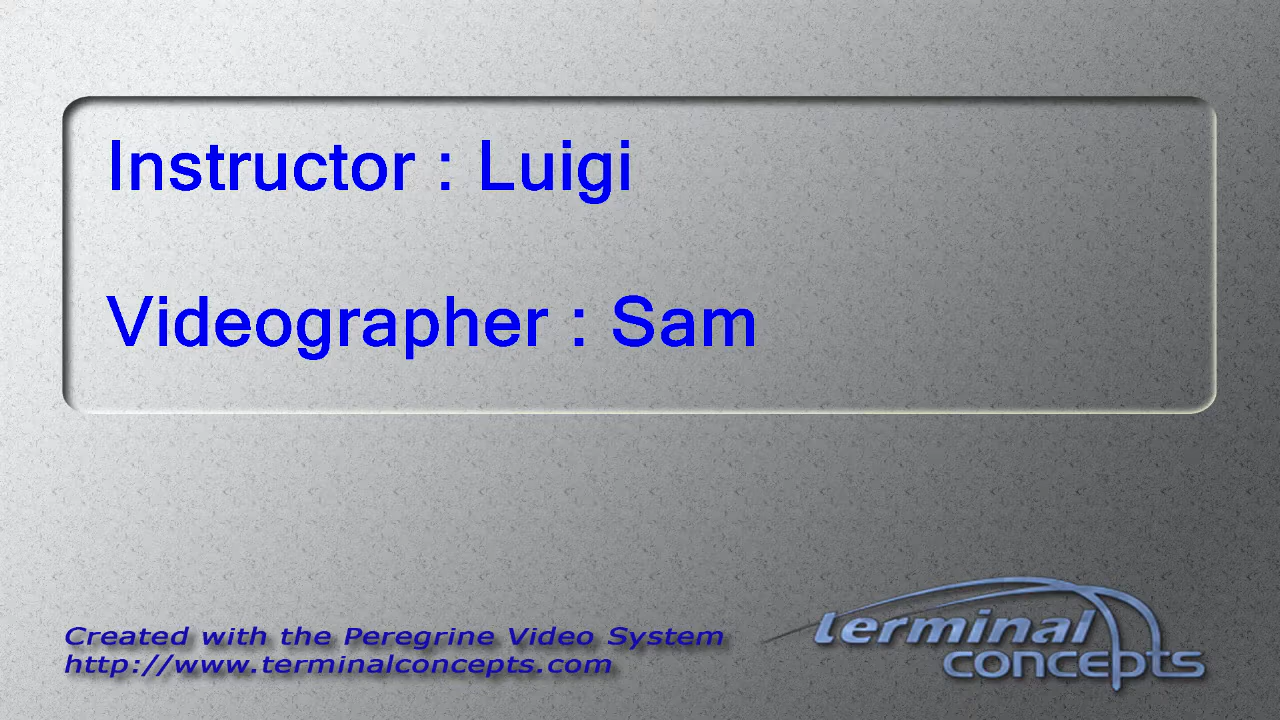 Instructor : Luigi
Videographer : Sam
Created with the Peregrine Video System
http://www.terminalconcepts.com
terminal
concepts